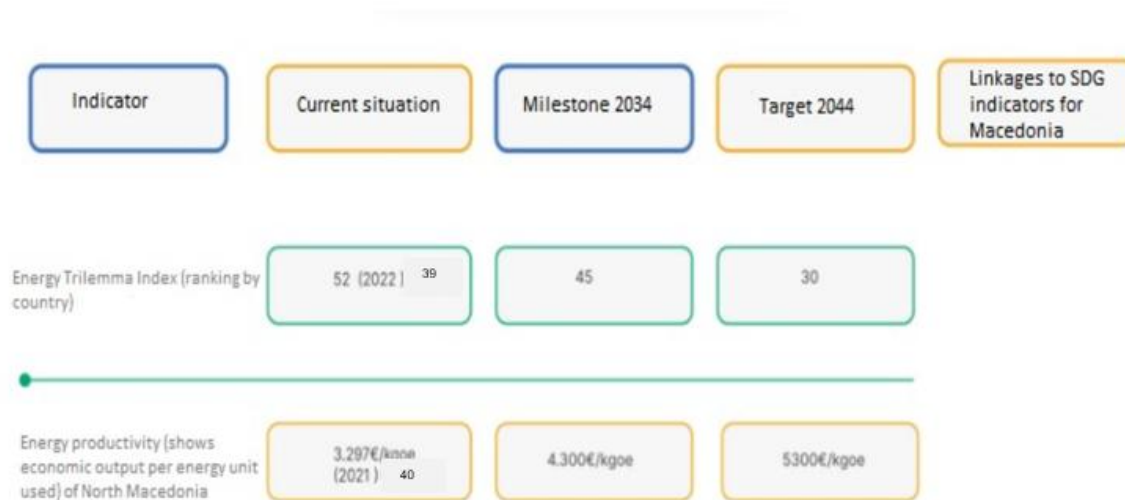 Indicator
Current situation
Milestone 2034
Target 2044
Linkages to SDG
indicators for
Macedonia
Energy Trilemma Index (ranking by
country)
52 (2022 ) 39
45
30
Energy productivity (shows
economic output per energy unit
used) of North Macedonia
3.297€/kgoe
(2021 ) 40
4.300€/kgoe
5300€/kgoe